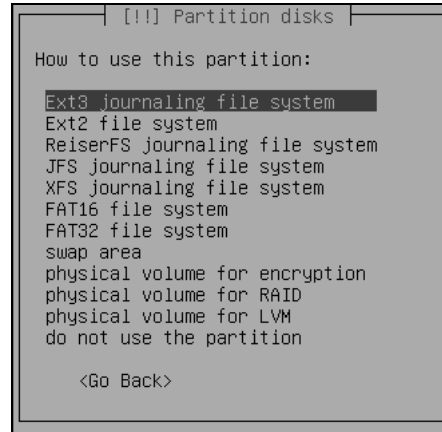 [!!] Partition disks
How to use this partition:
Ext3 journaling file system
Ext2 file system
ReiserFS journaling file system
JFS journaling file system
XFS journaling file system
FAT16 file system
FAT32 file system
swap area
physical volume for encryption
physical volume for RAID
physical volume for LVM
do not use the partition
<Go Back>